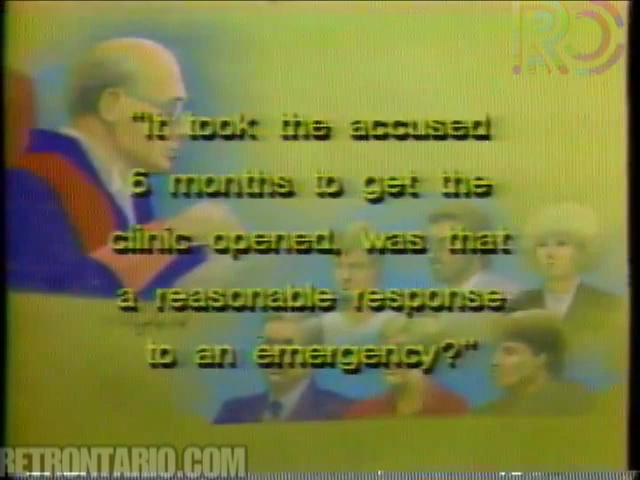 RO
"It took the accused
6 months to get the
clinic opened, was that
a reasonable response
to an emergency?"
RETRONTARIO.COM